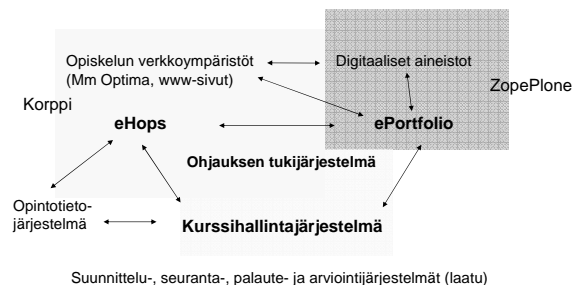 Opiskelun verkkoympäristöt
(Mm Optima, www-sivut)
Digitaaliset aineistot
ZopePlone
Korppi
eHops
ePortfolio
Ohjauksen tukijärjestelmä
Opintotieto-
järjestelmä
Kurssihallintajärjestelmä
Suunnittelu-, seuranta-, palaute- ja arviointijärjestelmät (laatu)